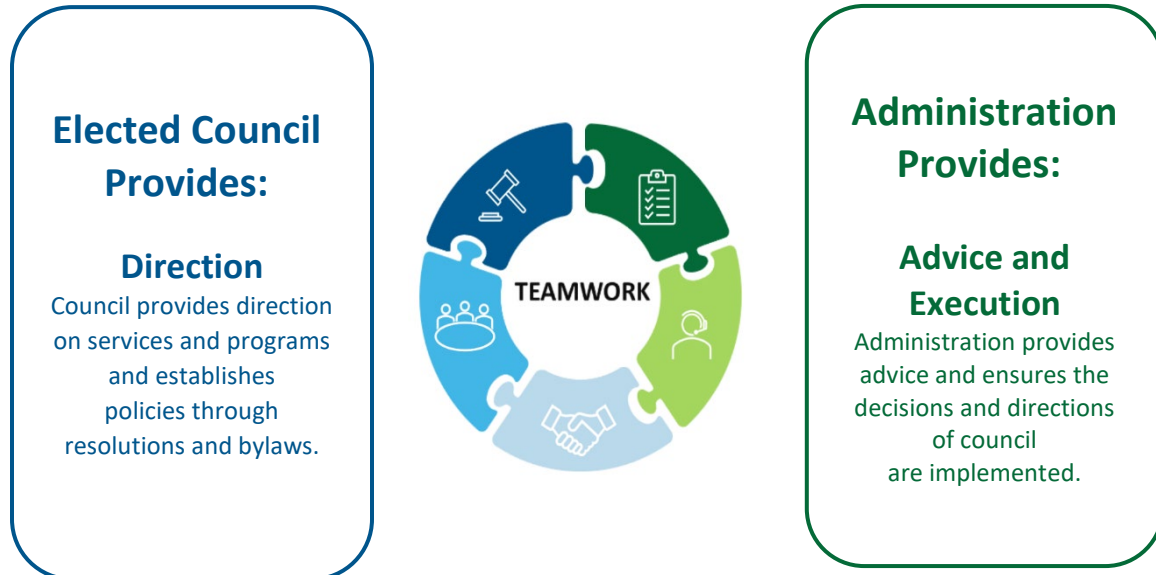 Elected Council
Provides:
Direction
Council provides direction
on services and programs
and establishes
policies through
resolutions and bylaws.
TEAMWORK
Administration
Provides:
Advice and
Execution
Administration provides
advice and ensures the
decisions and directions
of council
are implemented.